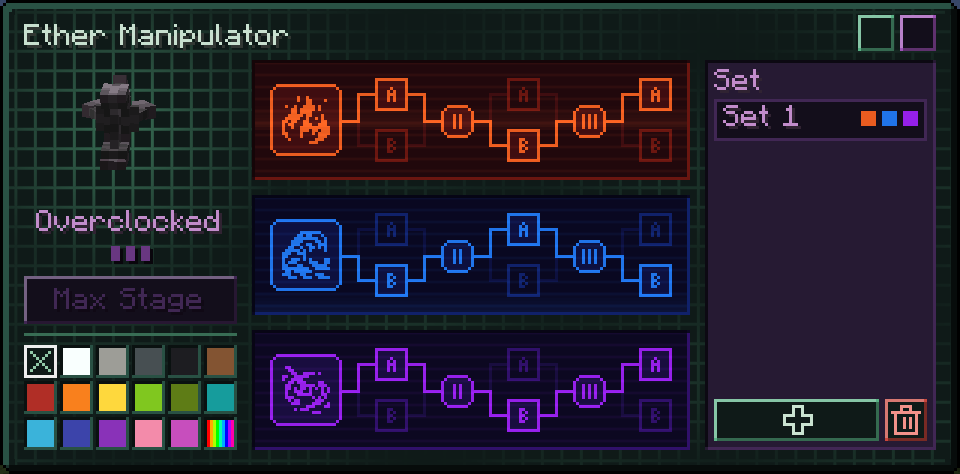 Ether Manipulator
Overclocked
Max Stage
A II A III A
B B B
A II A III A
B B B
A II A III A
B B B
Set
Set 1